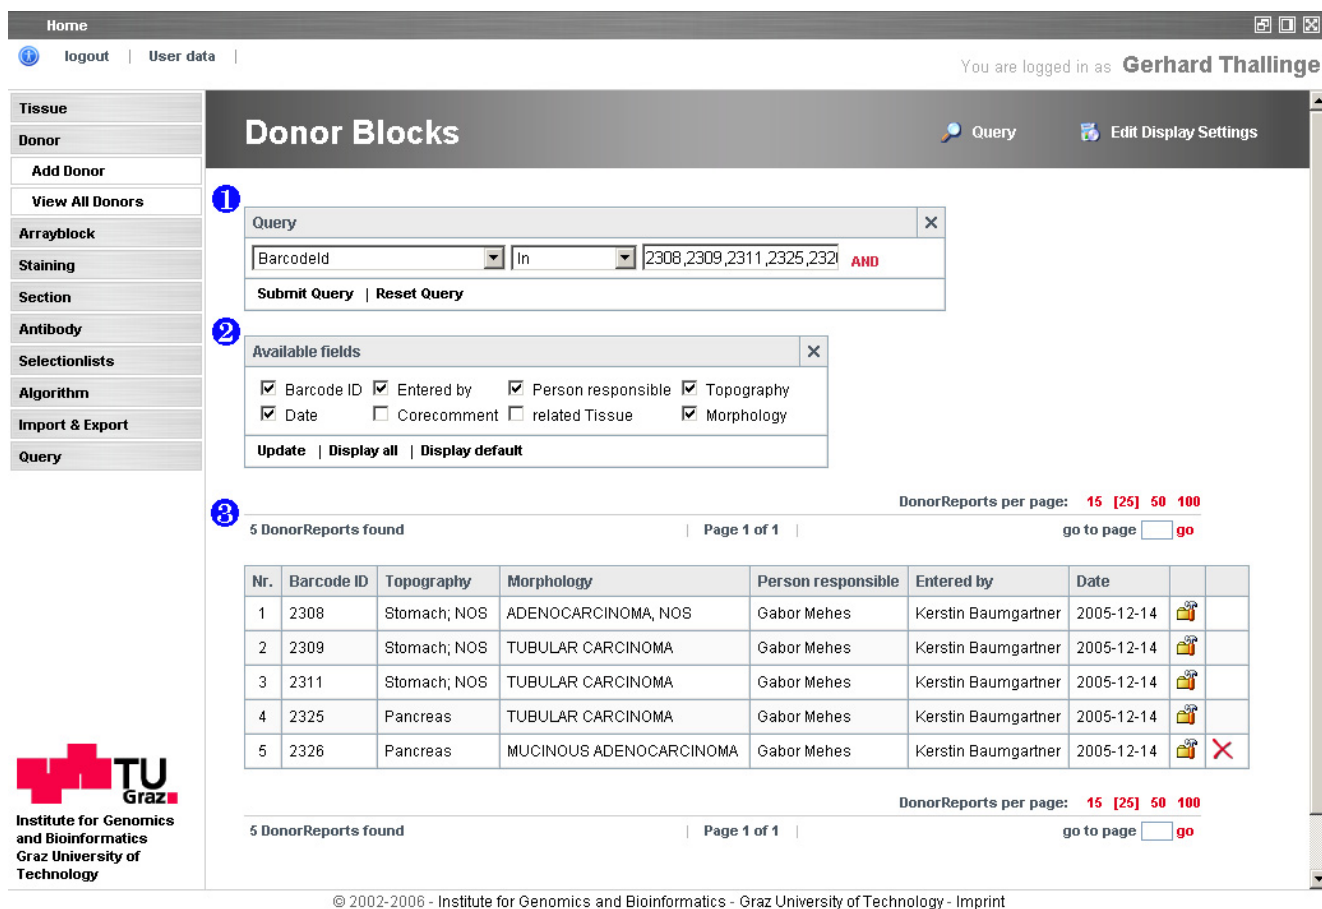 Home
logout | User data |
You are logged in as Gerhard Thallinge
Tissue
Donor
Add Donor
View All Donors
Arrayblock
Staining
Section
Antibody
Selectionlists
Algorithm
Import & Export
Query
Donor Blocks
Query
Edit Display Settings
1
Query
BarcodeId In 2308,2309,2311,2325,232 AND
Submit Query | Reset Query
2
Available fields
Barcode ID Entered by Person responsible Topography
Date Corecomment related Tissue Morphology
Update | Display all | Display default
3
DonorReports per page: 15 [25] 50 100
5 DonorReports found | Page 1 of 1 | go to page go
Nr. Barcode ID Topography Morphology Person responsible Entered by Date
1 2308 Stomach; NOS ADENOCARCINOMA, NOS Gabor Mehes Kerstin Baumgartner 2005-12-14
2 2309 Stomach; NOS TUBULAR CARCINOMA Gabor Mehes Kerstin Baumgartner 2005-12-14
3 2311 Stomach; NOS TUBULAR CARCINOMA Gabor Mehes Kerstin Baumgartner 2005-12-14
4 2325 Pancreas TUBULAR CARCINOMA Gabor Mehes Kerstin Baumgartner 2005-12-14
5 2326 Pancreas MUCINOUS ADENOCARCINOMA Gabor Mehes Kerstin Baumgartner 2005-12-14
DonorReports per page: 15 [25] 50 100
5 DonorReports found | Page 1 of 1 | go to page go
TU
Graz
Institute for Genomics
and Bioinformatics
Graz University of
Technology
© 2002-2006 - Institute for Genomics and Bioinformatics - Graz University of Technology - Imprint